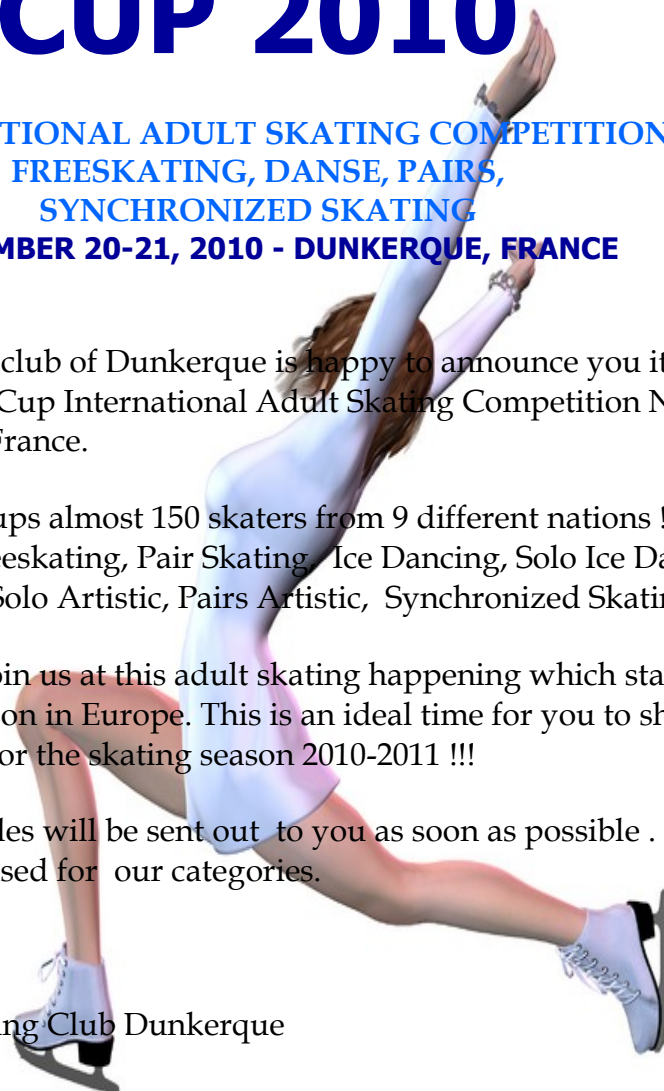 CUP 2010
TIONAL ADULT SKATING COMPETITION
FREESKATING, DANSE, PAIRS,
SYNCHRONIZED SKATING
MBER 20-21, 2010 - DUNKERQUE, FRANCE
club of Dunkerque is happy to announce you it
Cup International Adult Skating Competition N
France.
ups almost 150 skaters from 9 different nations !
eeskating, Pair Skating, Ice Dancing, Solo Ice Da
Solo Artistic, Pairs Artistic, Synchronized Skatin
oin us at this adult skating happening which sta
on in Europe. This is an ideal time for you to sh
or the skating season 2010-2011 !!!
les will be sent out to you as soon as possible .
sed for our categories.
ng Club Dunkerque